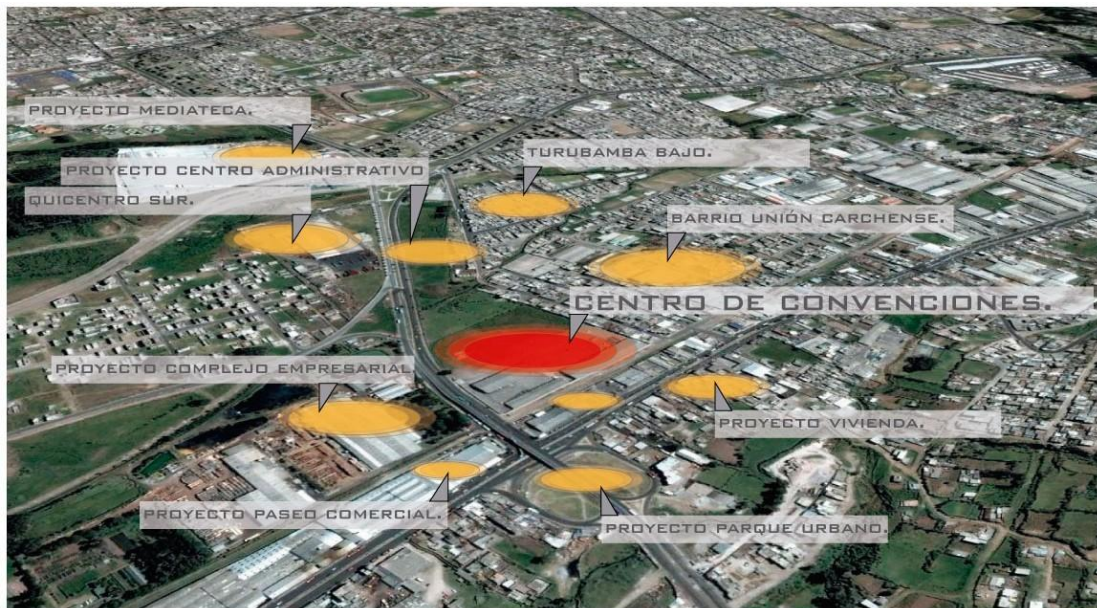 PROYECTO MEDIATECA.
TURUBAMBA BAJO.
PROYECTO CENTRO ADMINISTRATIVO
QUICENTRO SUR.
BARRIO UNIÓN CARCHENSE.
CENTRO DE CONVENCIONES.
PROYECTO COMPLEJO EMPRESARIAL.
PROYECTO VIVIENDA.
PROYECTO PASEO COMERCIAL.
PROYECTO PARQUE URBANO.